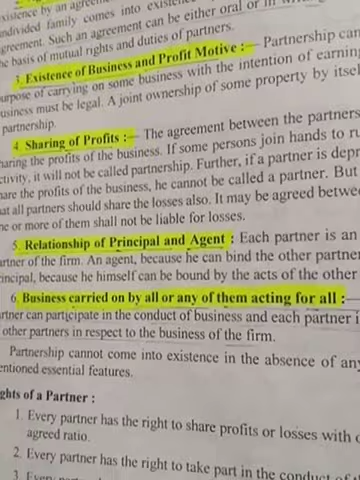 existence by an agreem
undivided family comes into existence
agreement. Such an agreement can be either oral or in
he basis of mutual rights and duties of partners.
3. Existence of Business and Profit Motive :— Partnership can
urpose of carrying on some business with the intention of earning
usiness must be legal. A joint ownership of some property by itsel
partnership.
4. Sharing of Profits :— The agreement between the partners
haring the profits of the business. If some persons join hands to r
ctivity, it will not be called partnership. Further, if a partner is depr
hare the profits of the business, he cannot be called a partner. But
hat all partners should share the losses also. It may be agreed betwe
ne or more of them shall not be liable for losses.
5. Relationship of Principal and Agent : Each partner is an
artner of the firm. An agent, because he can bind the other partner
rincipal, because he himself can be bound by the acts of the other
6. Business carried on by all or any of them acting for all :—
artner can participate in the conduct of business and each partner i
other partners in respect to the business of the firm.
Partnership cannot come into existence in the absence of any
entioned essential features.
ghts of a Partner :
1. Every partner has the right to share profits or losses with o
agreed ratio.
2. Every partner has the right to take part in the conduct of
3. Every